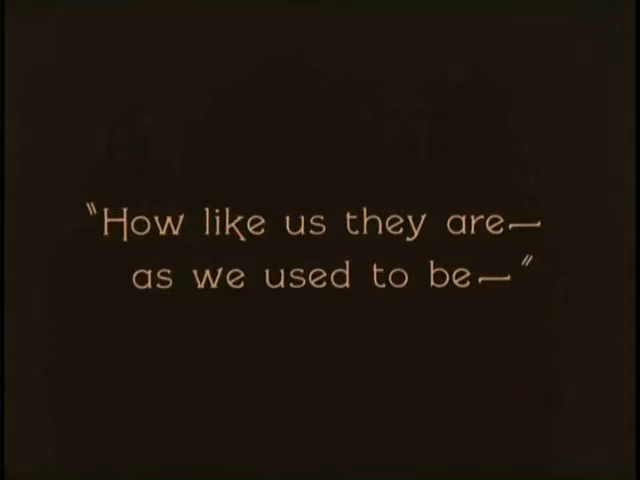 "How like us they are—
as we used to be—"